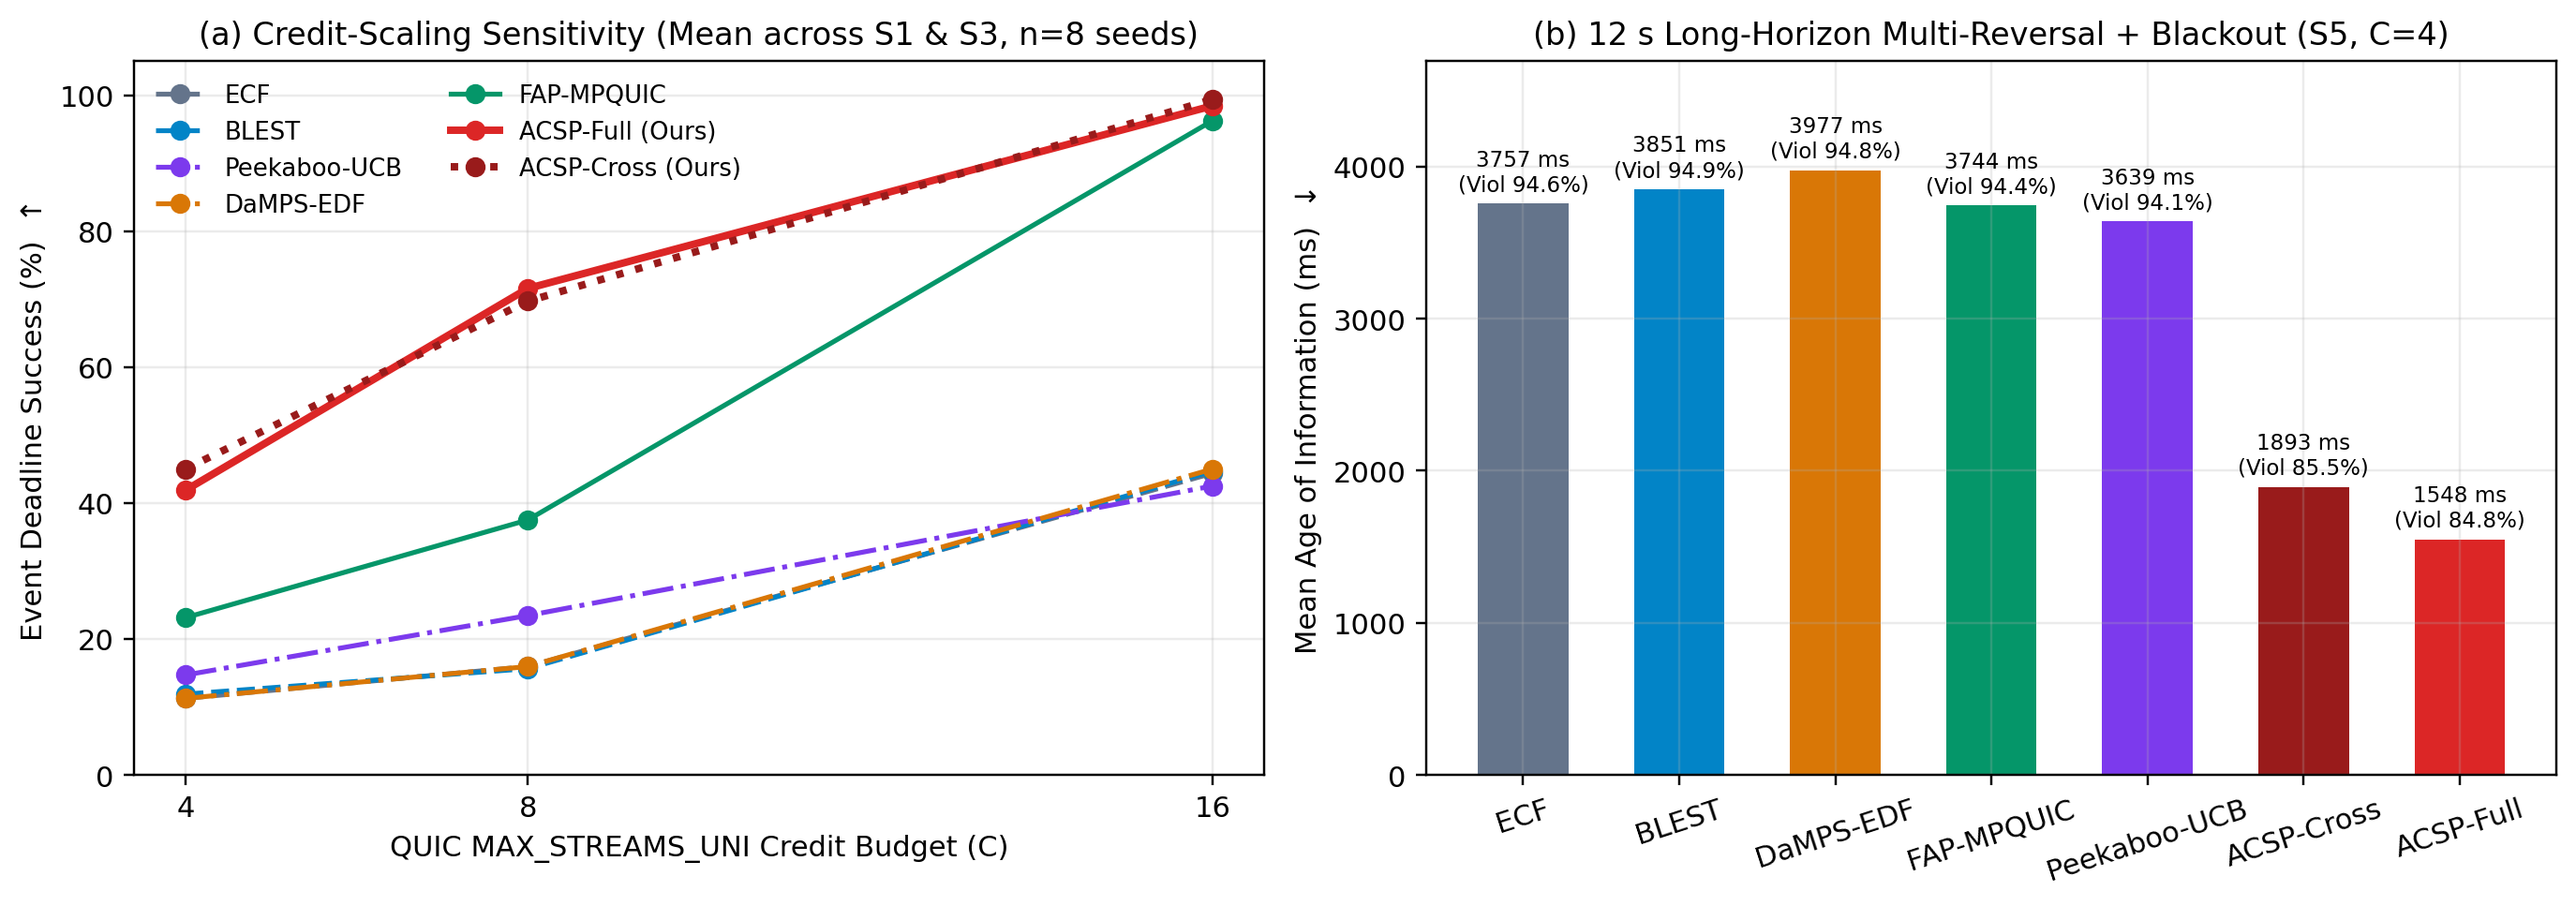 (a) Credit-Scaling Sensitivity (Mean across S1 & S3, n=8 seeds)
Event Deadline Success (%) ↑
100
80
60
40
20
0
ECF
BLEST
Peekaboo-UCB
DaMPS-EDF
FAP-MPQUIC
ACSP-Full (Ours)
ACSP-Cross (Ours)
4
8
16
QUIC MAX_STREAMS_UNI Credit Budget (C)
(b) 12 s Long-Horizon Multi-Reversal + Blackout (S5, C=4)
Mean Age of Information (ms) ↓
4000
3000
2000
1000
0
3757 ms
(Viol 94.6%)
3851 ms
(Viol 94.9%)
3977 ms
(Viol 94.8%)
3744 ms
(Viol 94.4%)
3639 ms
(Viol 94.1%)
1893 ms
(Viol 85.5%)
1548 ms
(Viol 84.8%)
ECF
BLEST
DaMPS-EDF
FAP-MPQUIC
Peekaboo-UCB
ACSP-Cross
ACSP-Full